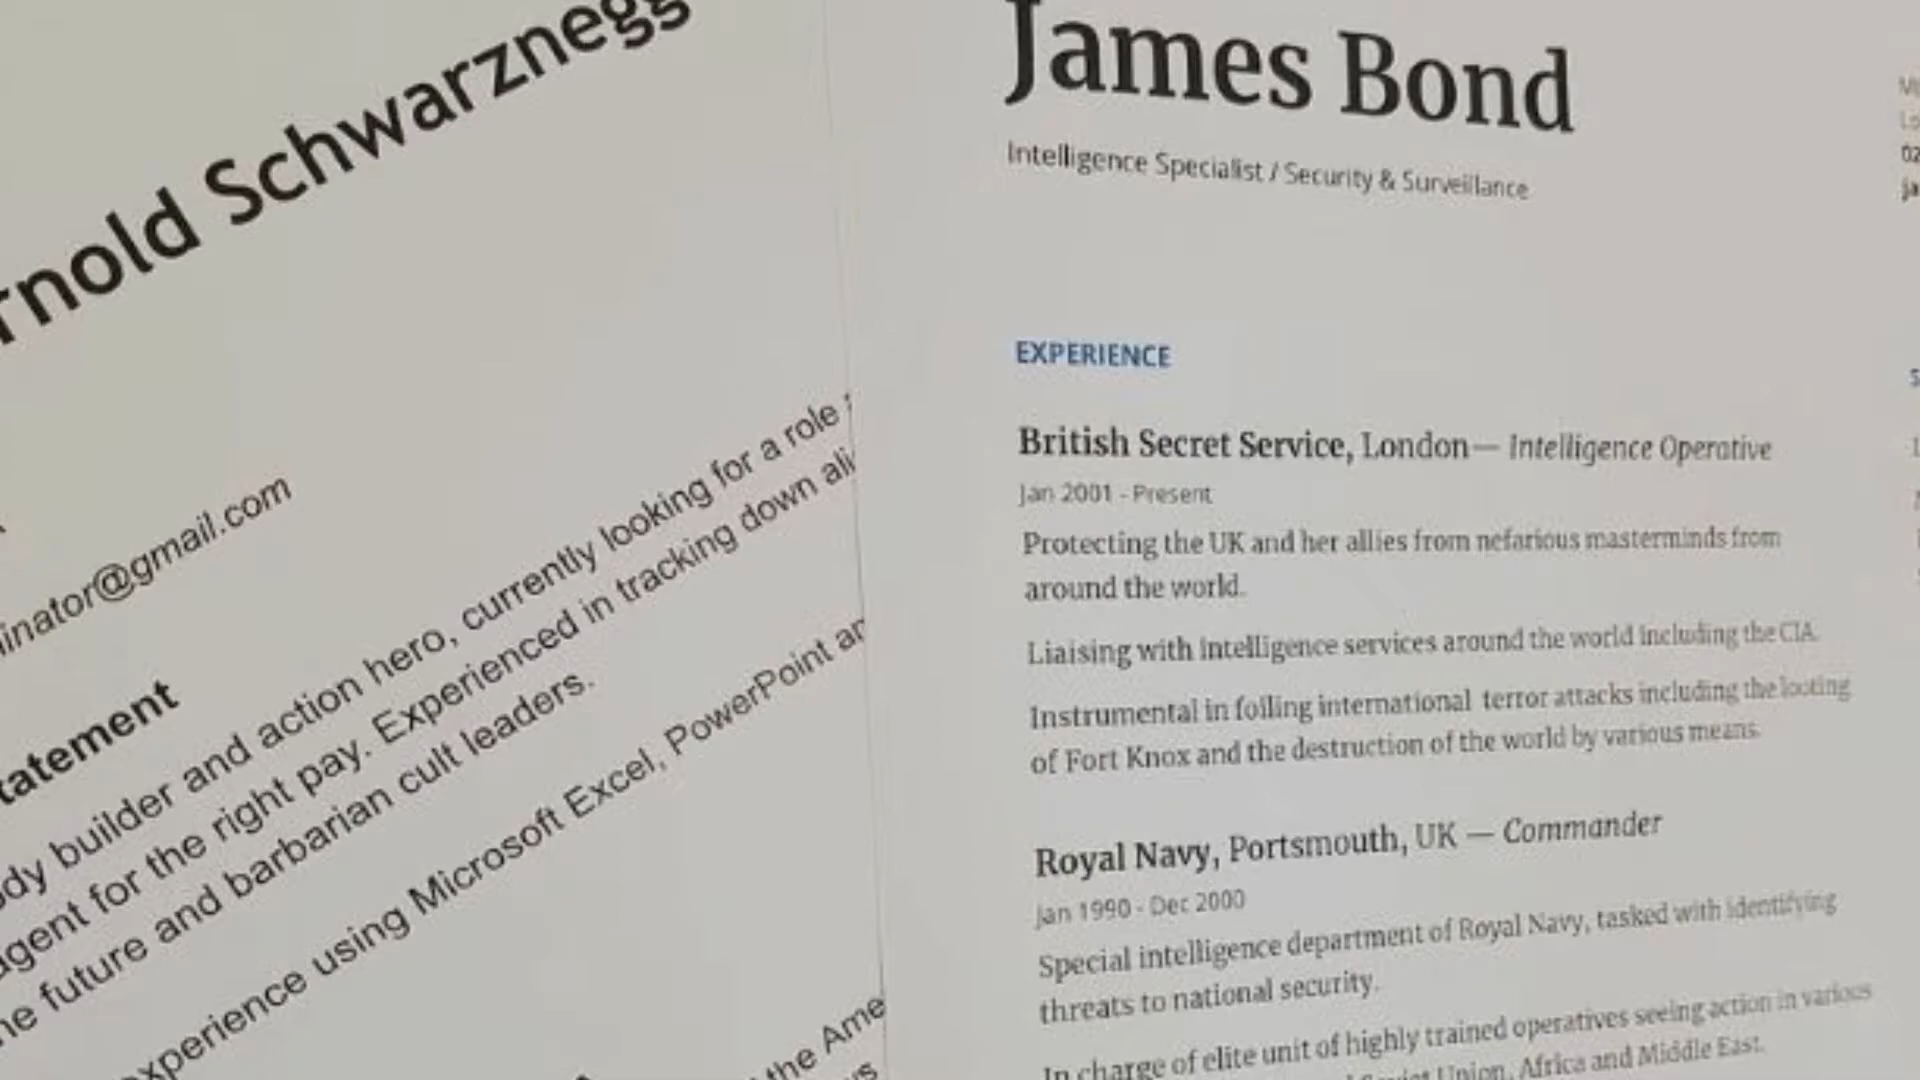 Arnold Schwarznegg
inator@gmail.com
tatement
dy builder and action hero, currently looking for a role
agent for the right pay. Experienced in tracking down
he future and barbarian cult leaders.
xperience using Microsoft Excel, PowerPoint
the Ame
James Bond
Intelligence Specialist / Security & Surveillance
EXPERIENCE
British Secret Service, London— Intelligence Operative
Jan 2001 - Present
Protecting the UK and her allies from nefarious masterminds from
around the world.
Liaising with intelligence services around the world including the CIA.
Instrumental in foiling international terror attacks including the looting
of Fort Knox and the destruction of the world by various means.
Royal Navy, Portsmouth, UK — Commander
Jan 1990 - Dec 2000
Special intelligence department of Royal Navy, tasked with identifying
threats to national security.
In charge of elite unit of highly trained operatives seeing action in various
Union, Africa and Middle East.
02